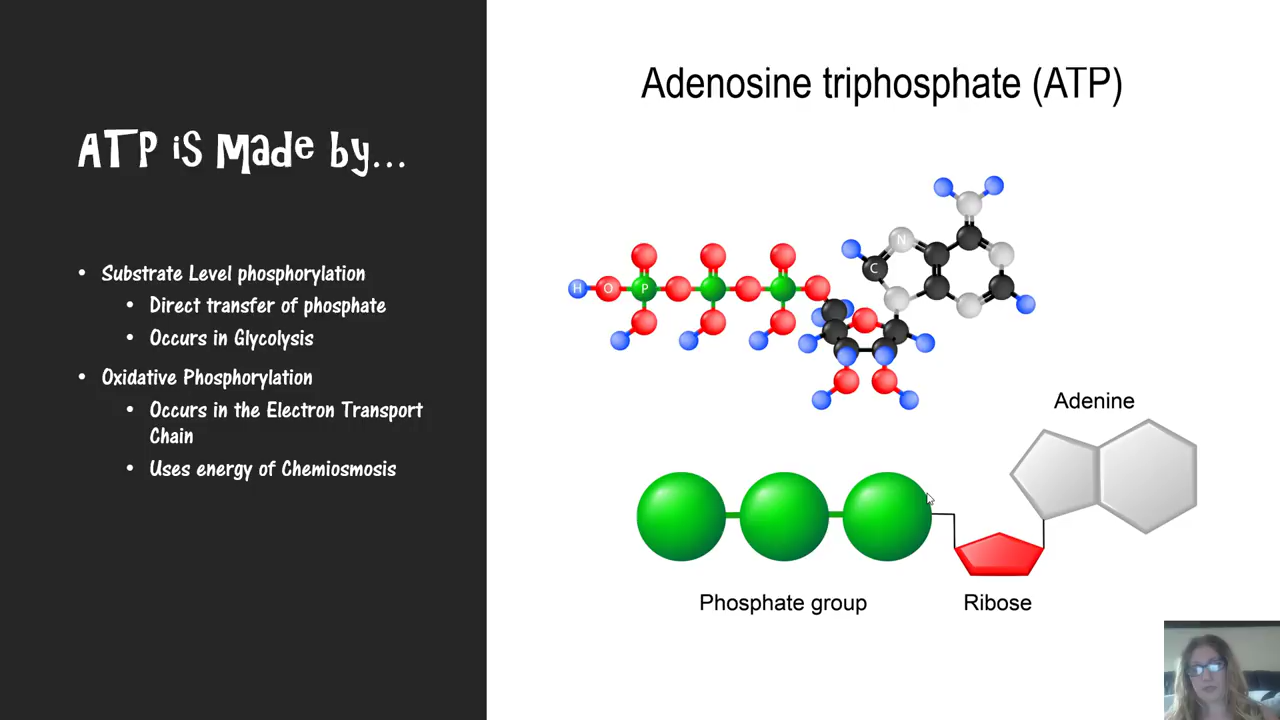 ATP is Made by...
• Substrate Level phosphorylation
• Direct transfer of phosphate
• Occurs in Glycolysis
• Oxidative Phosphorylation
• Occurs in the Electron Transport
Chain
• Uses energy of Chemiosmosis
Adenosine triphosphate (ATP)
N
C
H O P
Adenine
Phosphate group
Ribose